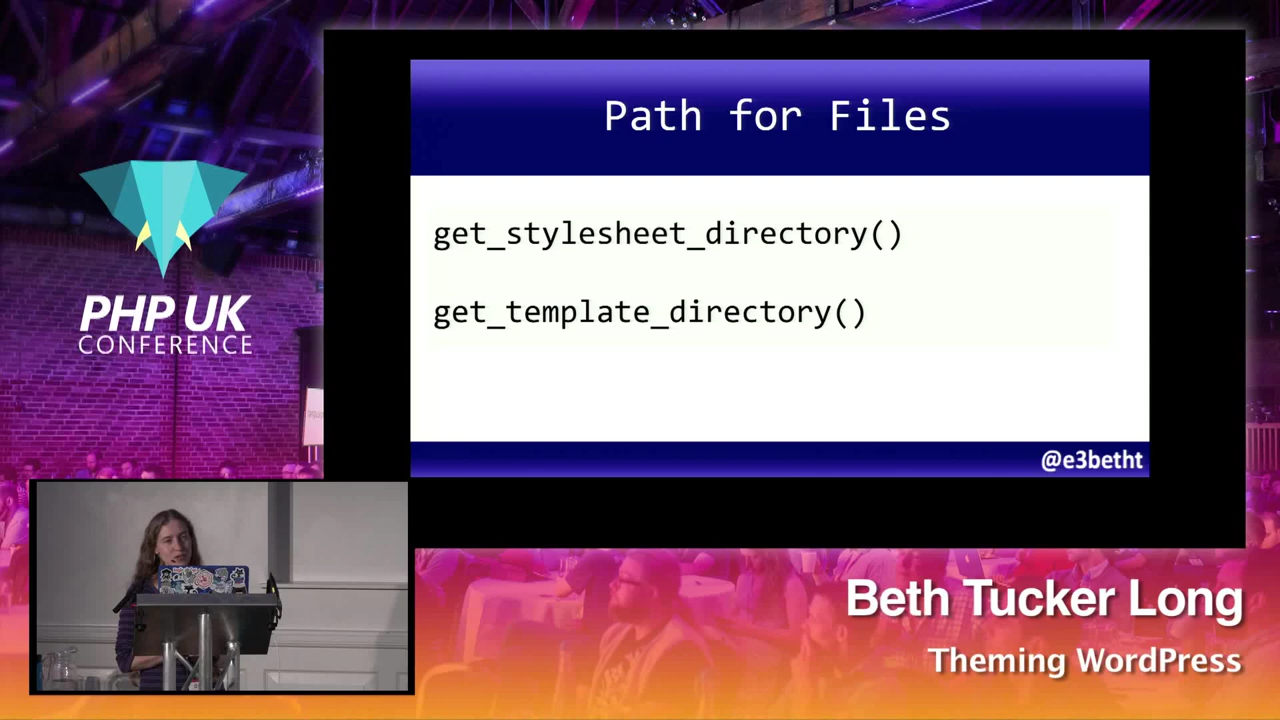 Path for Files
get_stylesheet_directory()
get_template_directory()
@e3betht
PHP UK
CONFERENCE
Beth Tucker Long
Theming WordPress